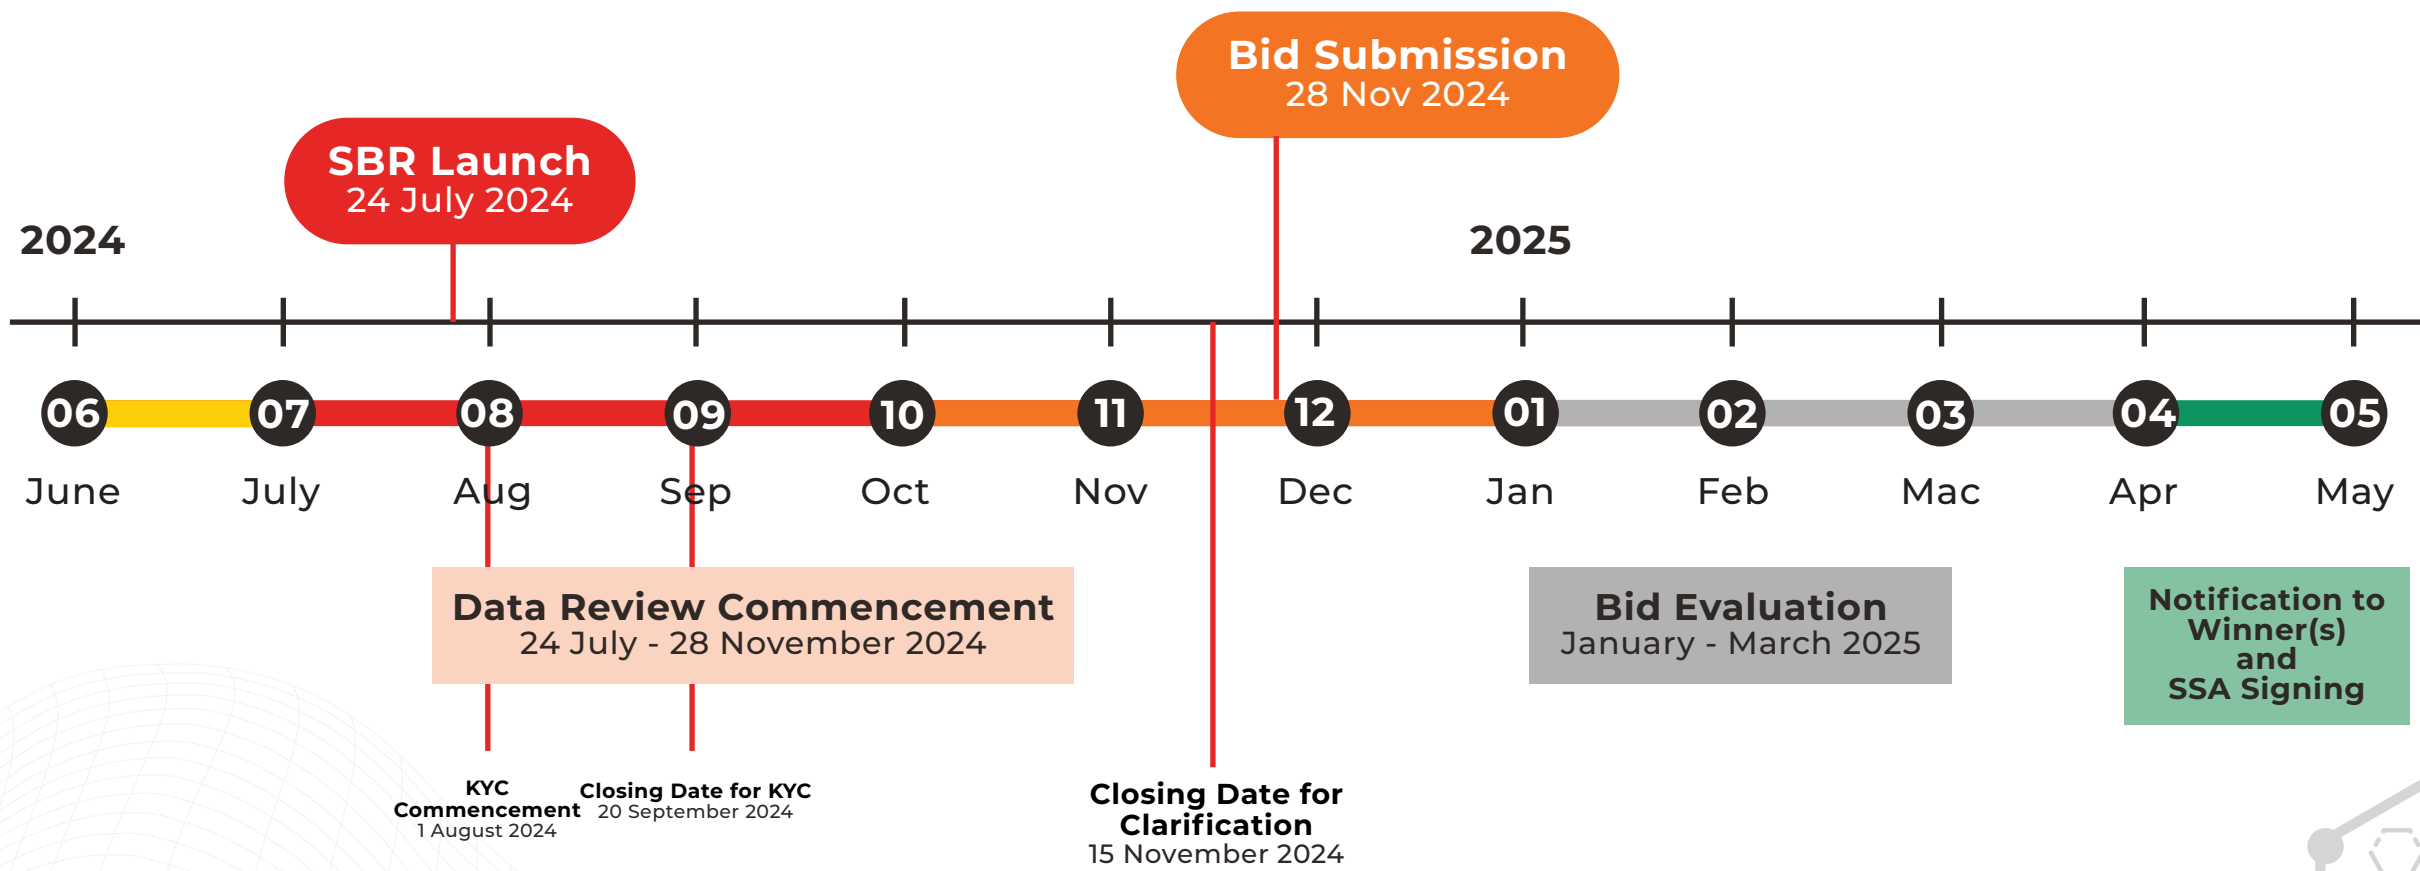 Bid Submission
28 Nov 2024
SBR Launch
24 July 2024
2024
2025
06
07
08
09
10
11
12
01
02
03
04
05
June
July
Aug
Sep
Oct
Nov
Dec
Jan
Feb
Mac
Apr
May
Data Review Commencement
24 July - 28 November 2024
Bid Evaluation
January - March 2025
Notification to
Winner(s)
and
SSA Signing
KYC
Commencement
1 August 2024
Closing Date for KYC
20 September 2024
Closing Date for
Clarification
15 November 2024